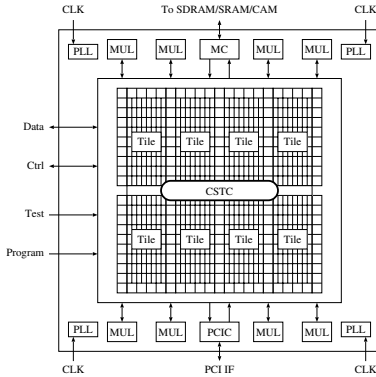 CLK To SDRAM/SRAM/CAM CLK
PLL MUL MUL MC MUL MUL PLL
Data
Tile Tile Tile Tile
Ctrl
CSTC
Test
Tile Tile Tile Tile
Program
PLL MUL MUL PCIC MUL MUL PLL
CLK PCI IF CLK